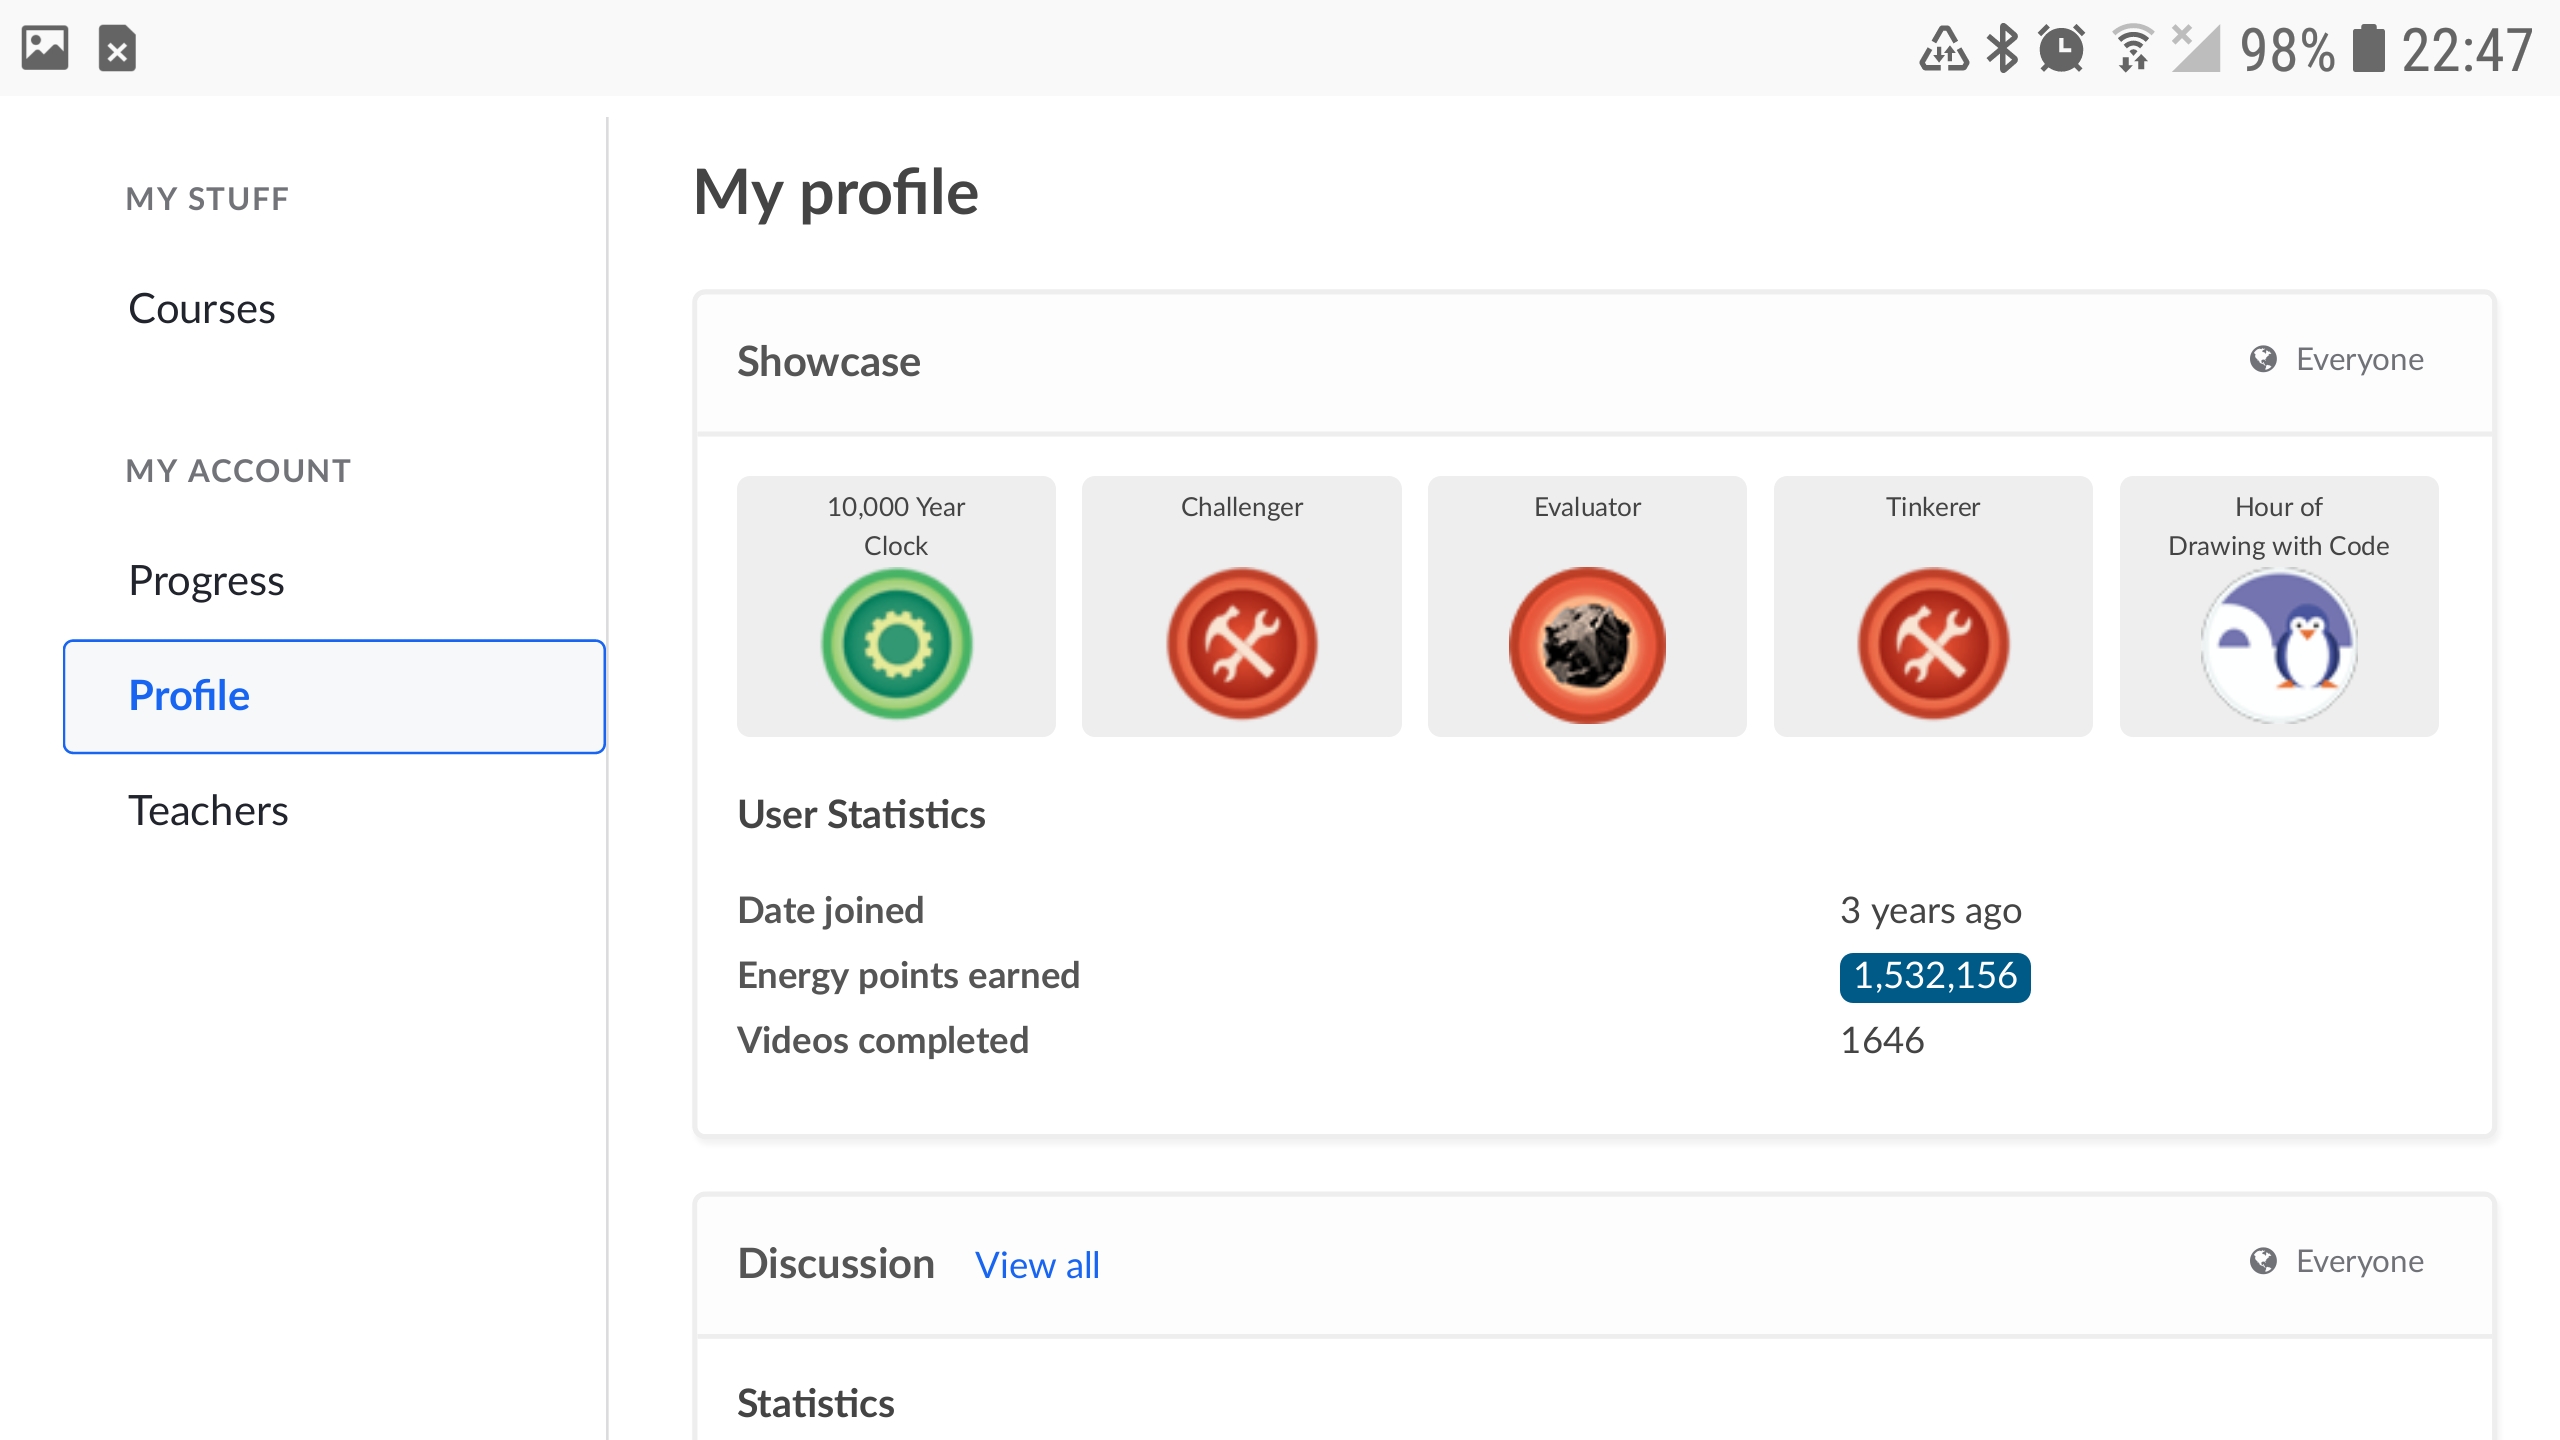 98% 22:47
MY STUFF
Courses
MY ACCOUNT
Progress
Profile
Teachers
My profile
Showcase
Everyone
10,000 Year
Clock
Challenger
Evaluator
Tinkerer
Hour of
Drawing with Code
User Statistics
Date joined 3 years ago
Energy points earned 1,532,156
Videos completed 1646
Discussion View all
Everyone
Statistics